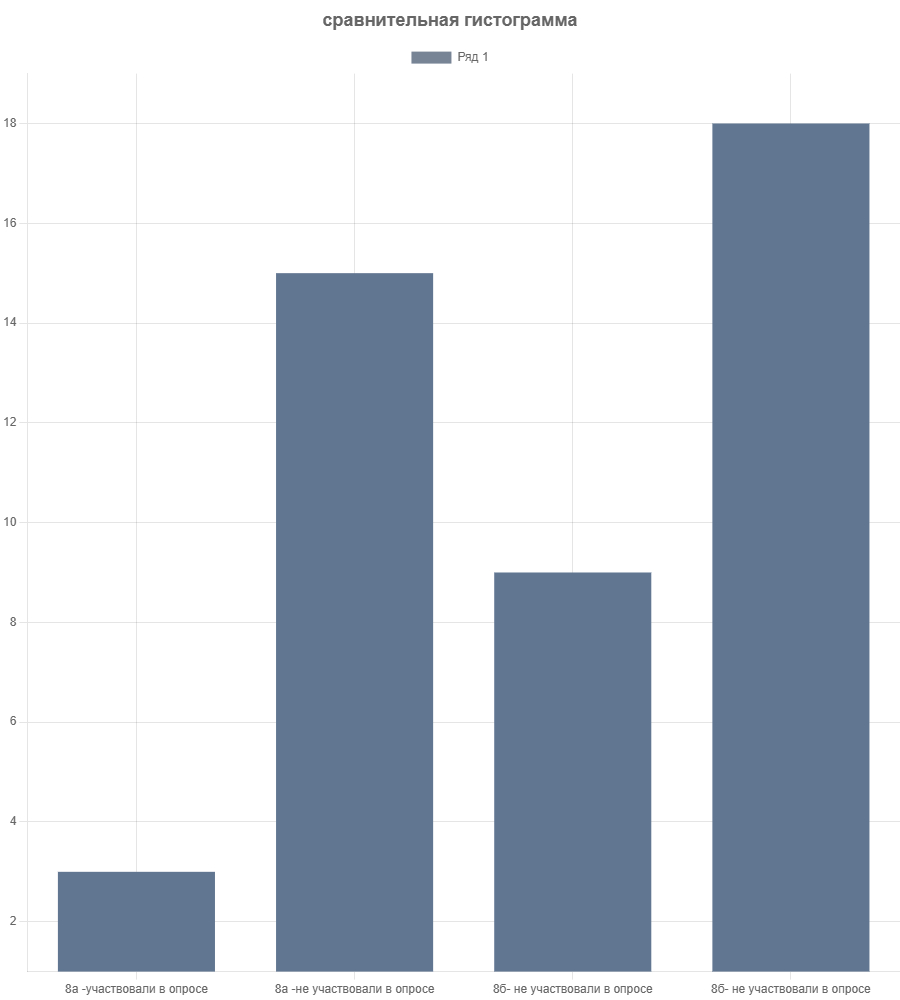 сравнительная гистограмма
Ряд 1
18
16
14
12
10
8
6
4
2
8а -участвовали в опросе
8а -не участвовали в опросе
8б- не участвовали в опросе
8б- не участвовали в опросе